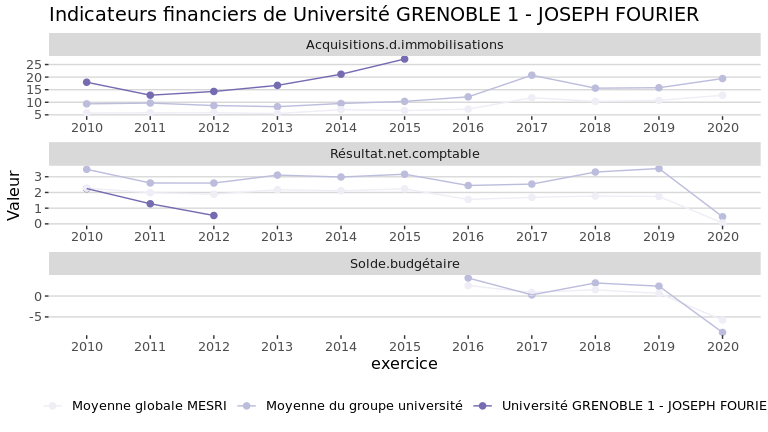 Indicateurs financiers de Université GRENOBLE 1 - JOSEPH FOURIER
Acquisitions.d.immobilisations
25
20
15
10
5
2010 2011 2012 2013 2014 2015 2016 2017 2018 2019 2020
Résultat.net.comptable
3
2
1
0
2010 2011 2012 2013 2014 2015 2016 2017 2018 2019 2020
Valeur
Solde.budgétaire
0
-5
2010 2011 2012 2013 2014 2015 2016 2017 2018 2019 2020
exercice
Moyenne globale MESRI Moyenne du groupe université Université GRENOBLE 1 - JOSEPH FOURIE